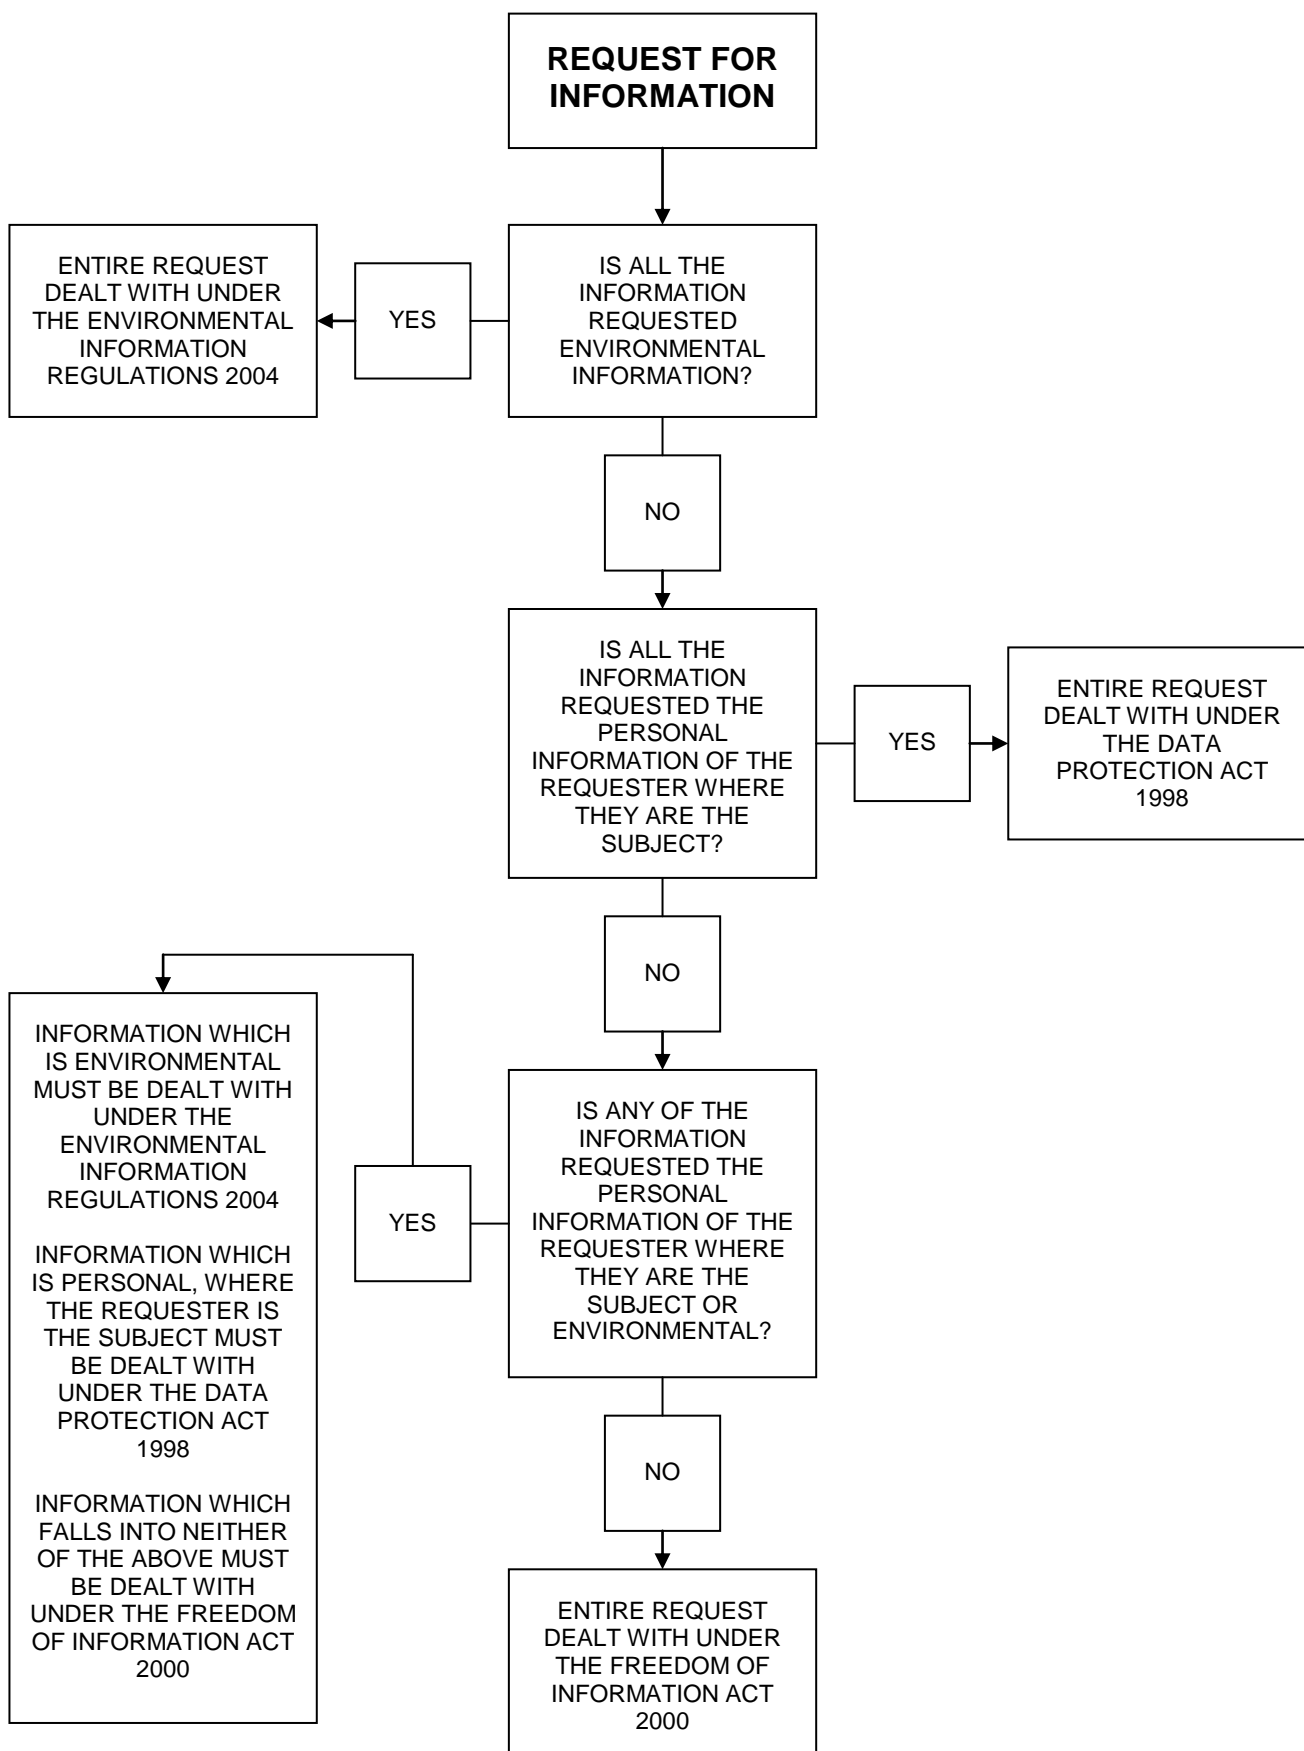 REQUEST FOR
INFORMATION
IS ALL THE
INFORMATION
REQUESTED
ENVIRONMENTAL
INFORMATION?
YES
ENTIRE REQUEST
DEALT WITH UNDER
THE ENVIRONMENTAL
INFORMATION
REGULATIONS 2004
NO
IS ALL THE
INFORMATION
REQUESTED THE
PERSONAL
INFORMATION OF THE
REQUESTER WHERE
THEY ARE THE
SUBJECT?
YES
ENTIRE REQUEST
DEALT WITH UNDER
THE DATA
PROTECTION ACT
1998
NO
IS ANY OF THE
INFORMATION
REQUESTED THE
PERSONAL
INFORMATION OF THE
REQUESTER WHERE
THEY ARE THE
SUBJECT OR
ENVIRONMENTAL?
YES
INFORMATION WHICH
IS ENVIRONMENTAL
MUST BE DEALT WITH
UNDER THE
ENVIRONMENTAL
INFORMATION
REGULATIONS 2004
INFORMATION WHICH
IS PERSONAL, WHERE
THE REQUESTER IS
THE SUBJECT MUST
BE DEALT WITH
UNDER THE DATA
PROTECTION ACT
1998
INFORMATION WHICH
FALLS INTO NEITHER
OF THE ABOVE MUST
BE DEALT WITH
UNDER THE FREEDOM
OF INFORMATION ACT
2000
NO
ENTIRE REQUEST
DEALT WITH UNDER
THE FREEDOM OF
INFORMATION ACT
2000